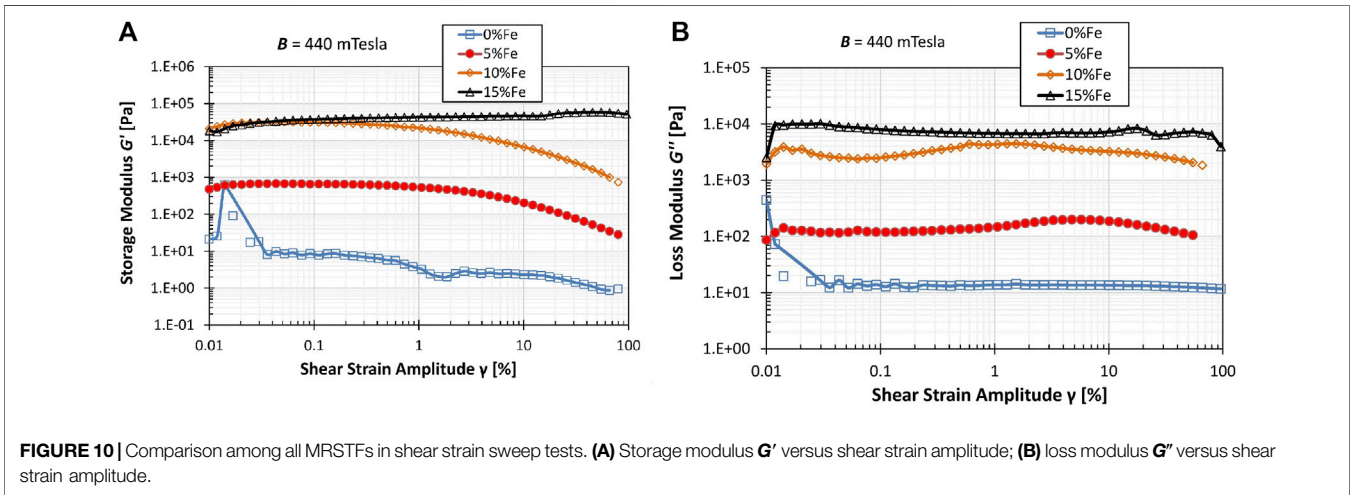 A
B = 440 mTesla
0%Fe
5%Fe
10%Fe
15%Fe
1.E+06
1.E+05
1.E+04
1.E+03
1.E+02
1.E+01
1.E+00
1.E-01
Storage Modulus G' [Pa]
0.01 0.1 1 10 100
Shear Strain Amplitude γ [%]
B
B = 440 mTesla
0%Fe
5%Fe
10%Fe
15%Fe
1.E+05
1.E+04
1.E+03
1.E+02
1.E+01
1.E+00
Loss Modulus G'' [Pa]
0.01 0.1 1 10 100
Shear Strain Amplitude γ [%]
FIGURE 10 | Comparison among all MRSTFs in shear strain sweep tests. (A) Storage modulus G′ versus shear strain amplitude; (B) loss modulus G″ versus shear
strain amplitude.